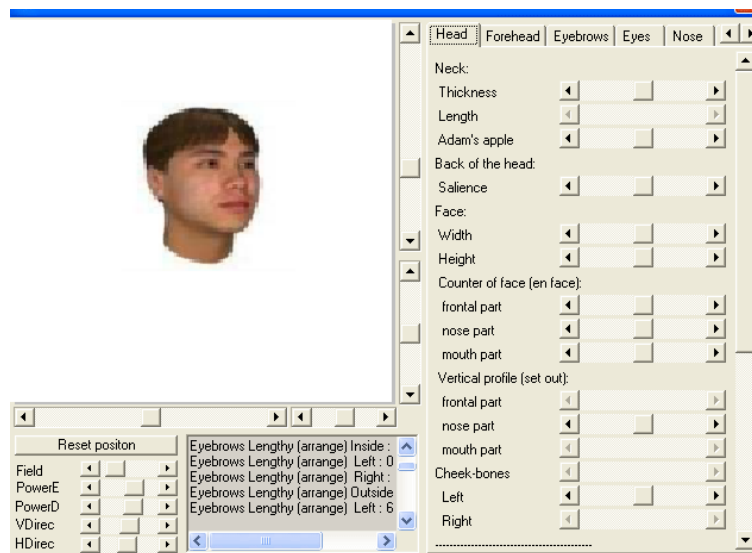 Head Forehead Eyebrows Eyes Nose
Neck:
Thickness
Length
Adam's apple
Back of the head:
Salience
Face:
Width
Height
Counter of face (en face):
frontal part
nose part
mouth part
Vertical profile (set out):
frontal part
nose part
mouth part
Cheek-bones
Left
Right
Reset positon
Field
PowerE
PowerD
VDirec
HDirec
Eyebrows Lengthy (arrange) Inside :
Eyebrows Lengthy (arrange) Left : 0
Eyebrows Lengthy (arrange) Right :
Eyebrows Lengthy (arrange) Outside
Eyebrows Lengthy (arrange) Left : 6